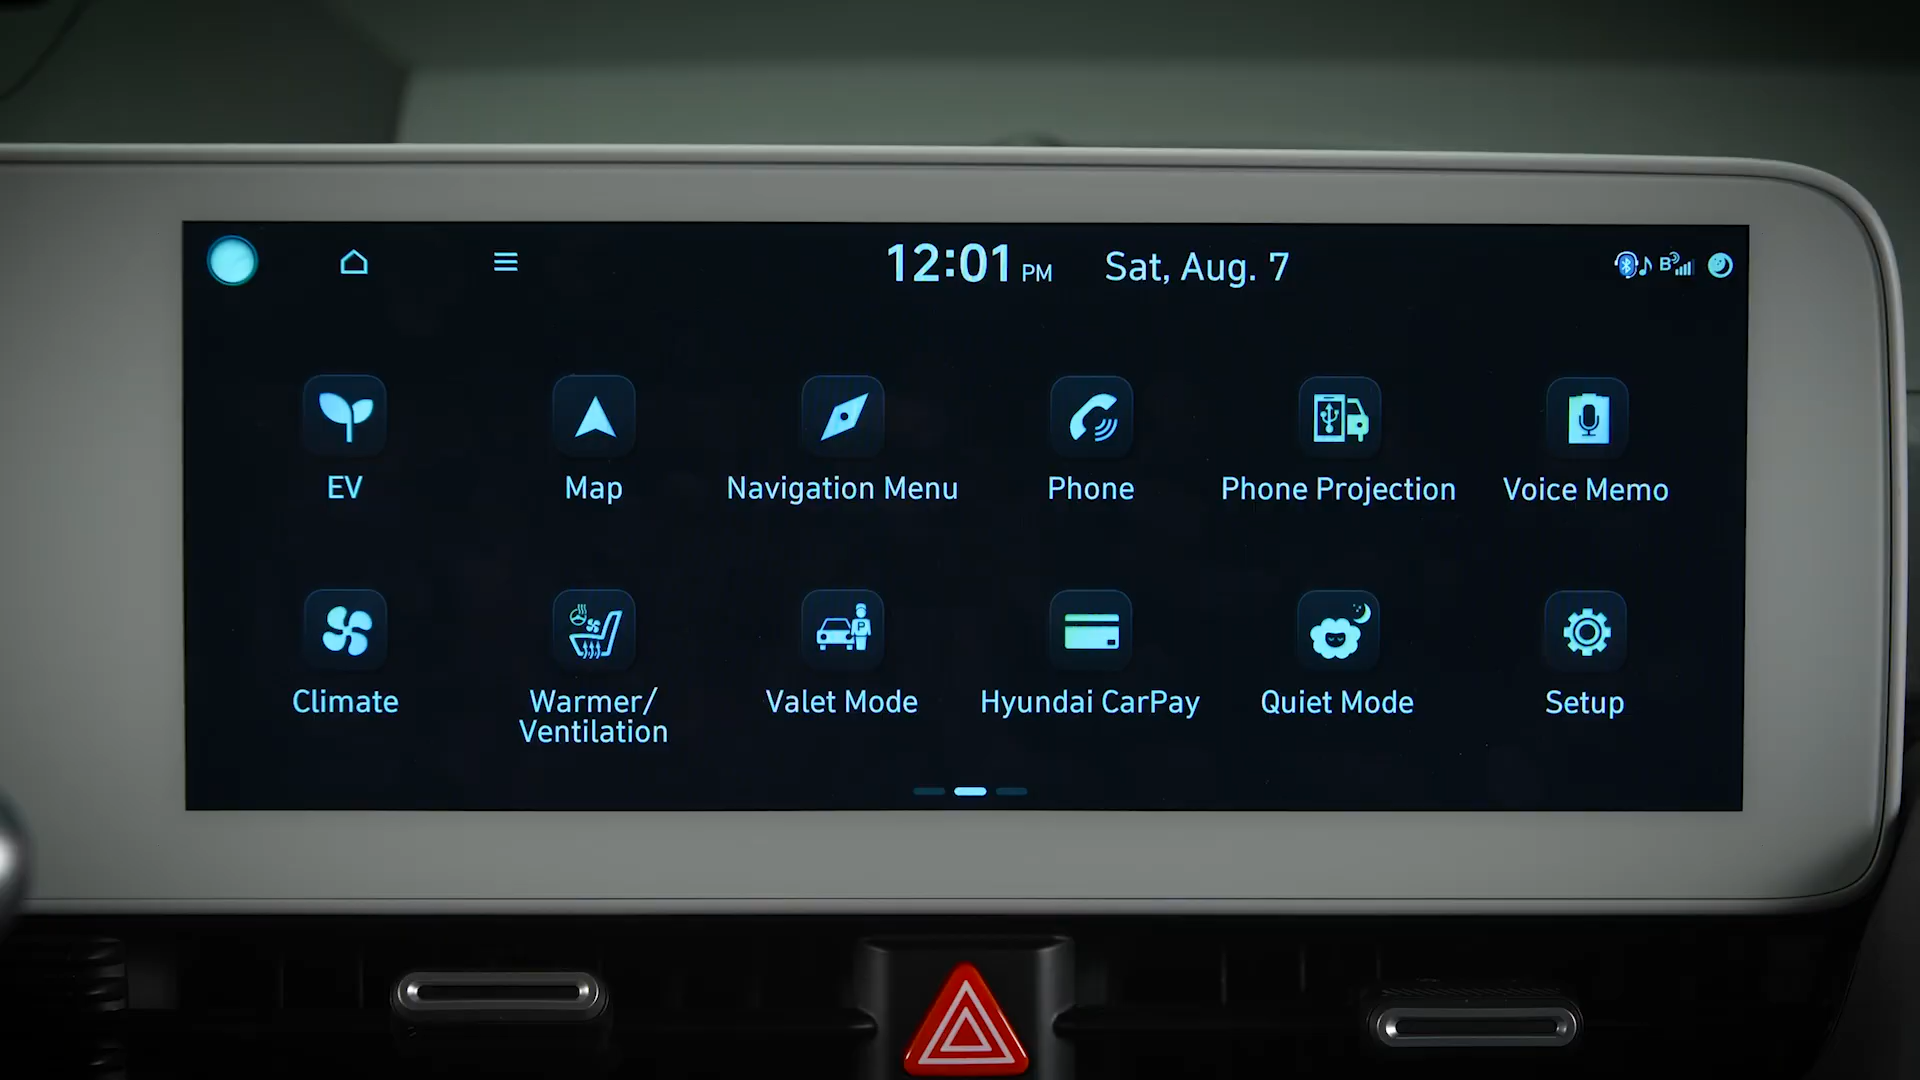 12:01 PM Sat, Aug. 7
B
EV Map Navigation Menu Phone Phone Projection Voice Memo
P
Climate Warmer/ Valet Mode Hyundai CarPay Quiet Mode Setup
Ventilation